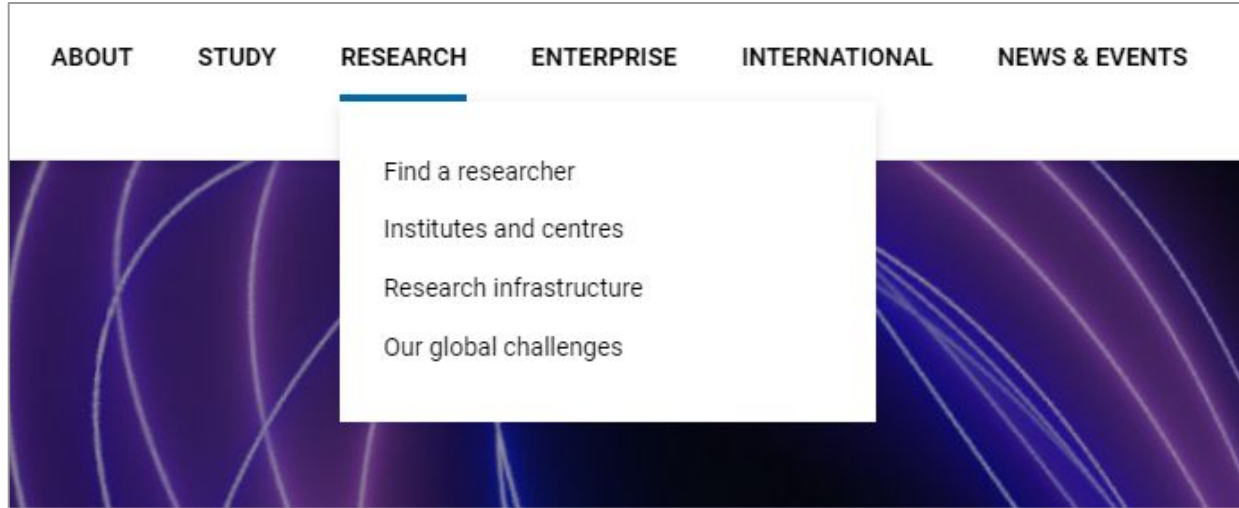 ABOUT STUDY RESEARCH ENTERPRISE INTERNATIONAL NEWS & EVENTS
Find a researcher
Institutes and centres
Research infrastructure
Our global challenges